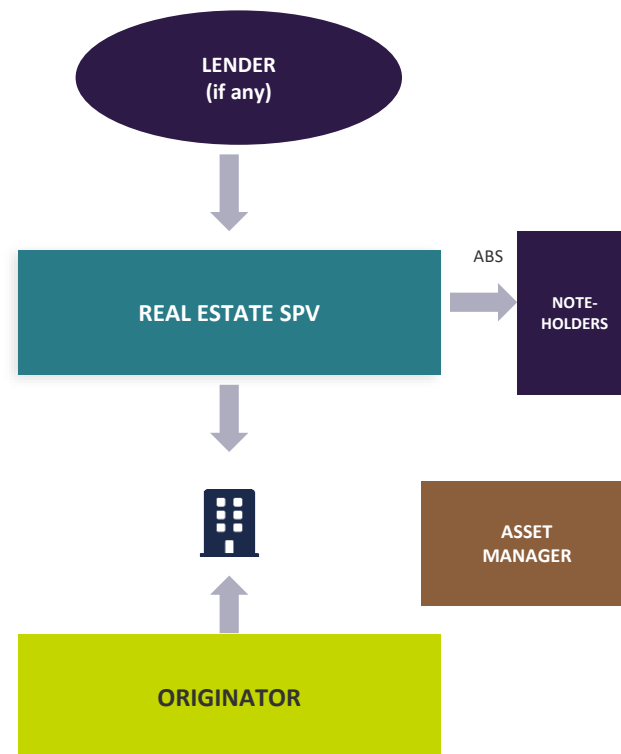 LENDER
(if any)
REAL ESTATE SPV
ABS
NOTE-
HOLDERS
ASSET
MANAGER
ORIGINATOR